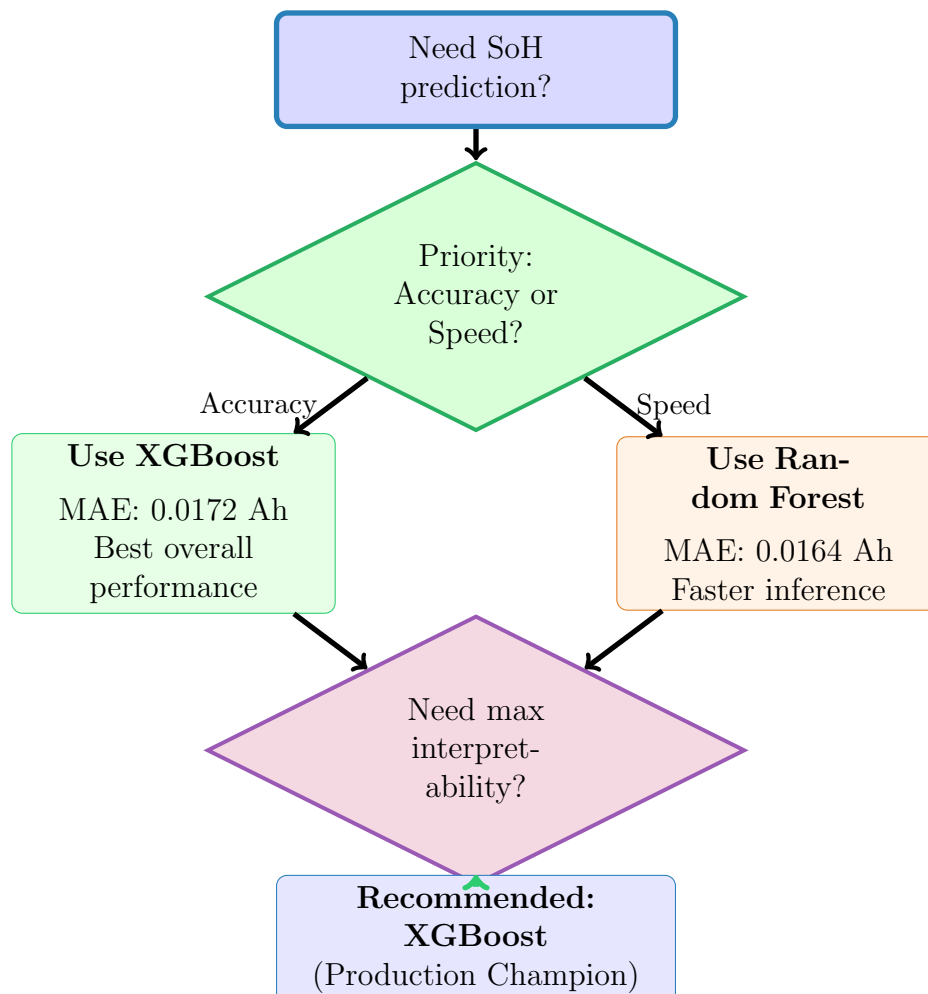 Need SoH
prediction?
Priority:
Accuracy or
Speed?
Accuracy
Speed
Use XGBoost
MAE: 0.0172 Ah
Best overall
performance
Use Ran-
dom Forest
MAE: 0.0164 Ah
Faster inference
Need max
interpret-
ability?
Recommended:
XGBoost
(Production Champion)